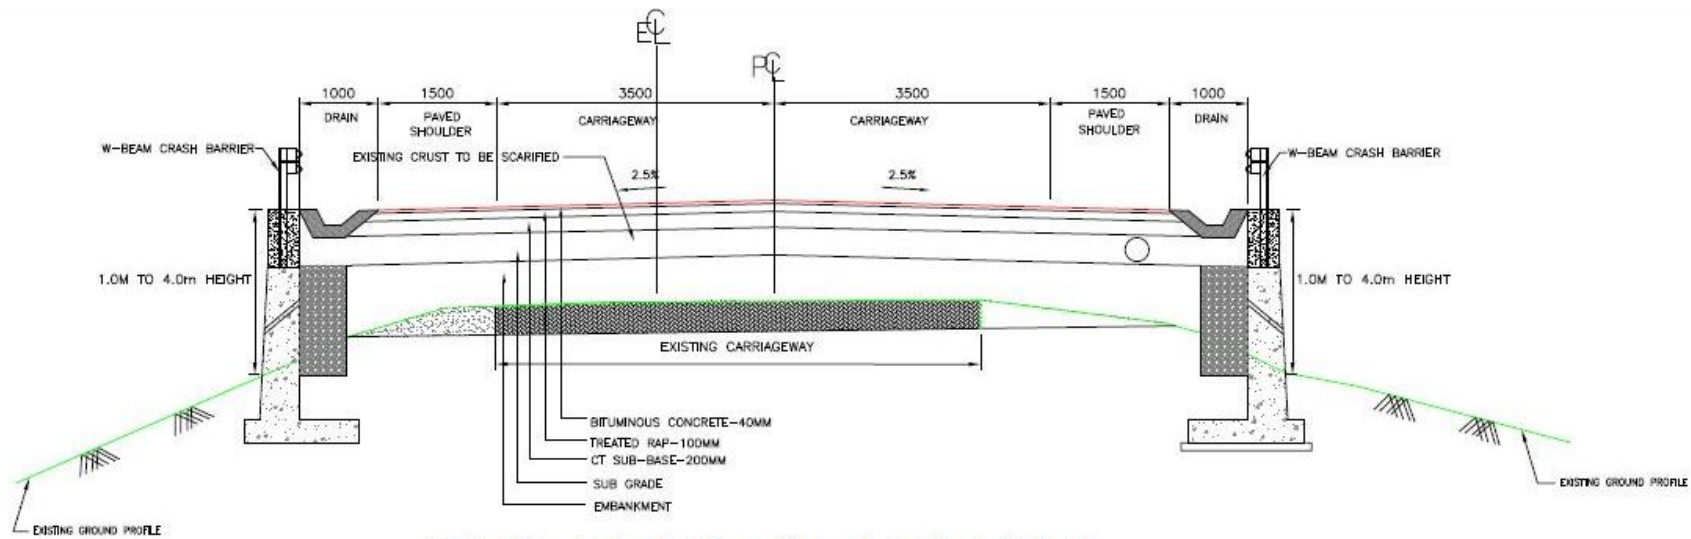 E C L
P C L
1000 1500 3500 3500 1500 1000
DRAIN PAVED SHOULDER CARRIAGEWAY CARRIAGEWAY PAVED SHOULDER DRAIN
W-BEAM CRASH BARRIER
EXISTING CRUST TO BE SCARIFIED
W-BEAM CRASH BARRIER
2.5% 2.5%
1.0M TO 4.0m HEIGHT
1.0M TO 4.0m HEIGHT
EXISTING CARRIAGEWAY
BITUMINOUS CONCRETE-40MM
TREATED RAP-100MM
CT SUB-BASE-200MM
SUB GRADE
EMBANKMENT
EXISTING GROUND PROFILE
EXISTING GROUND PROFILE